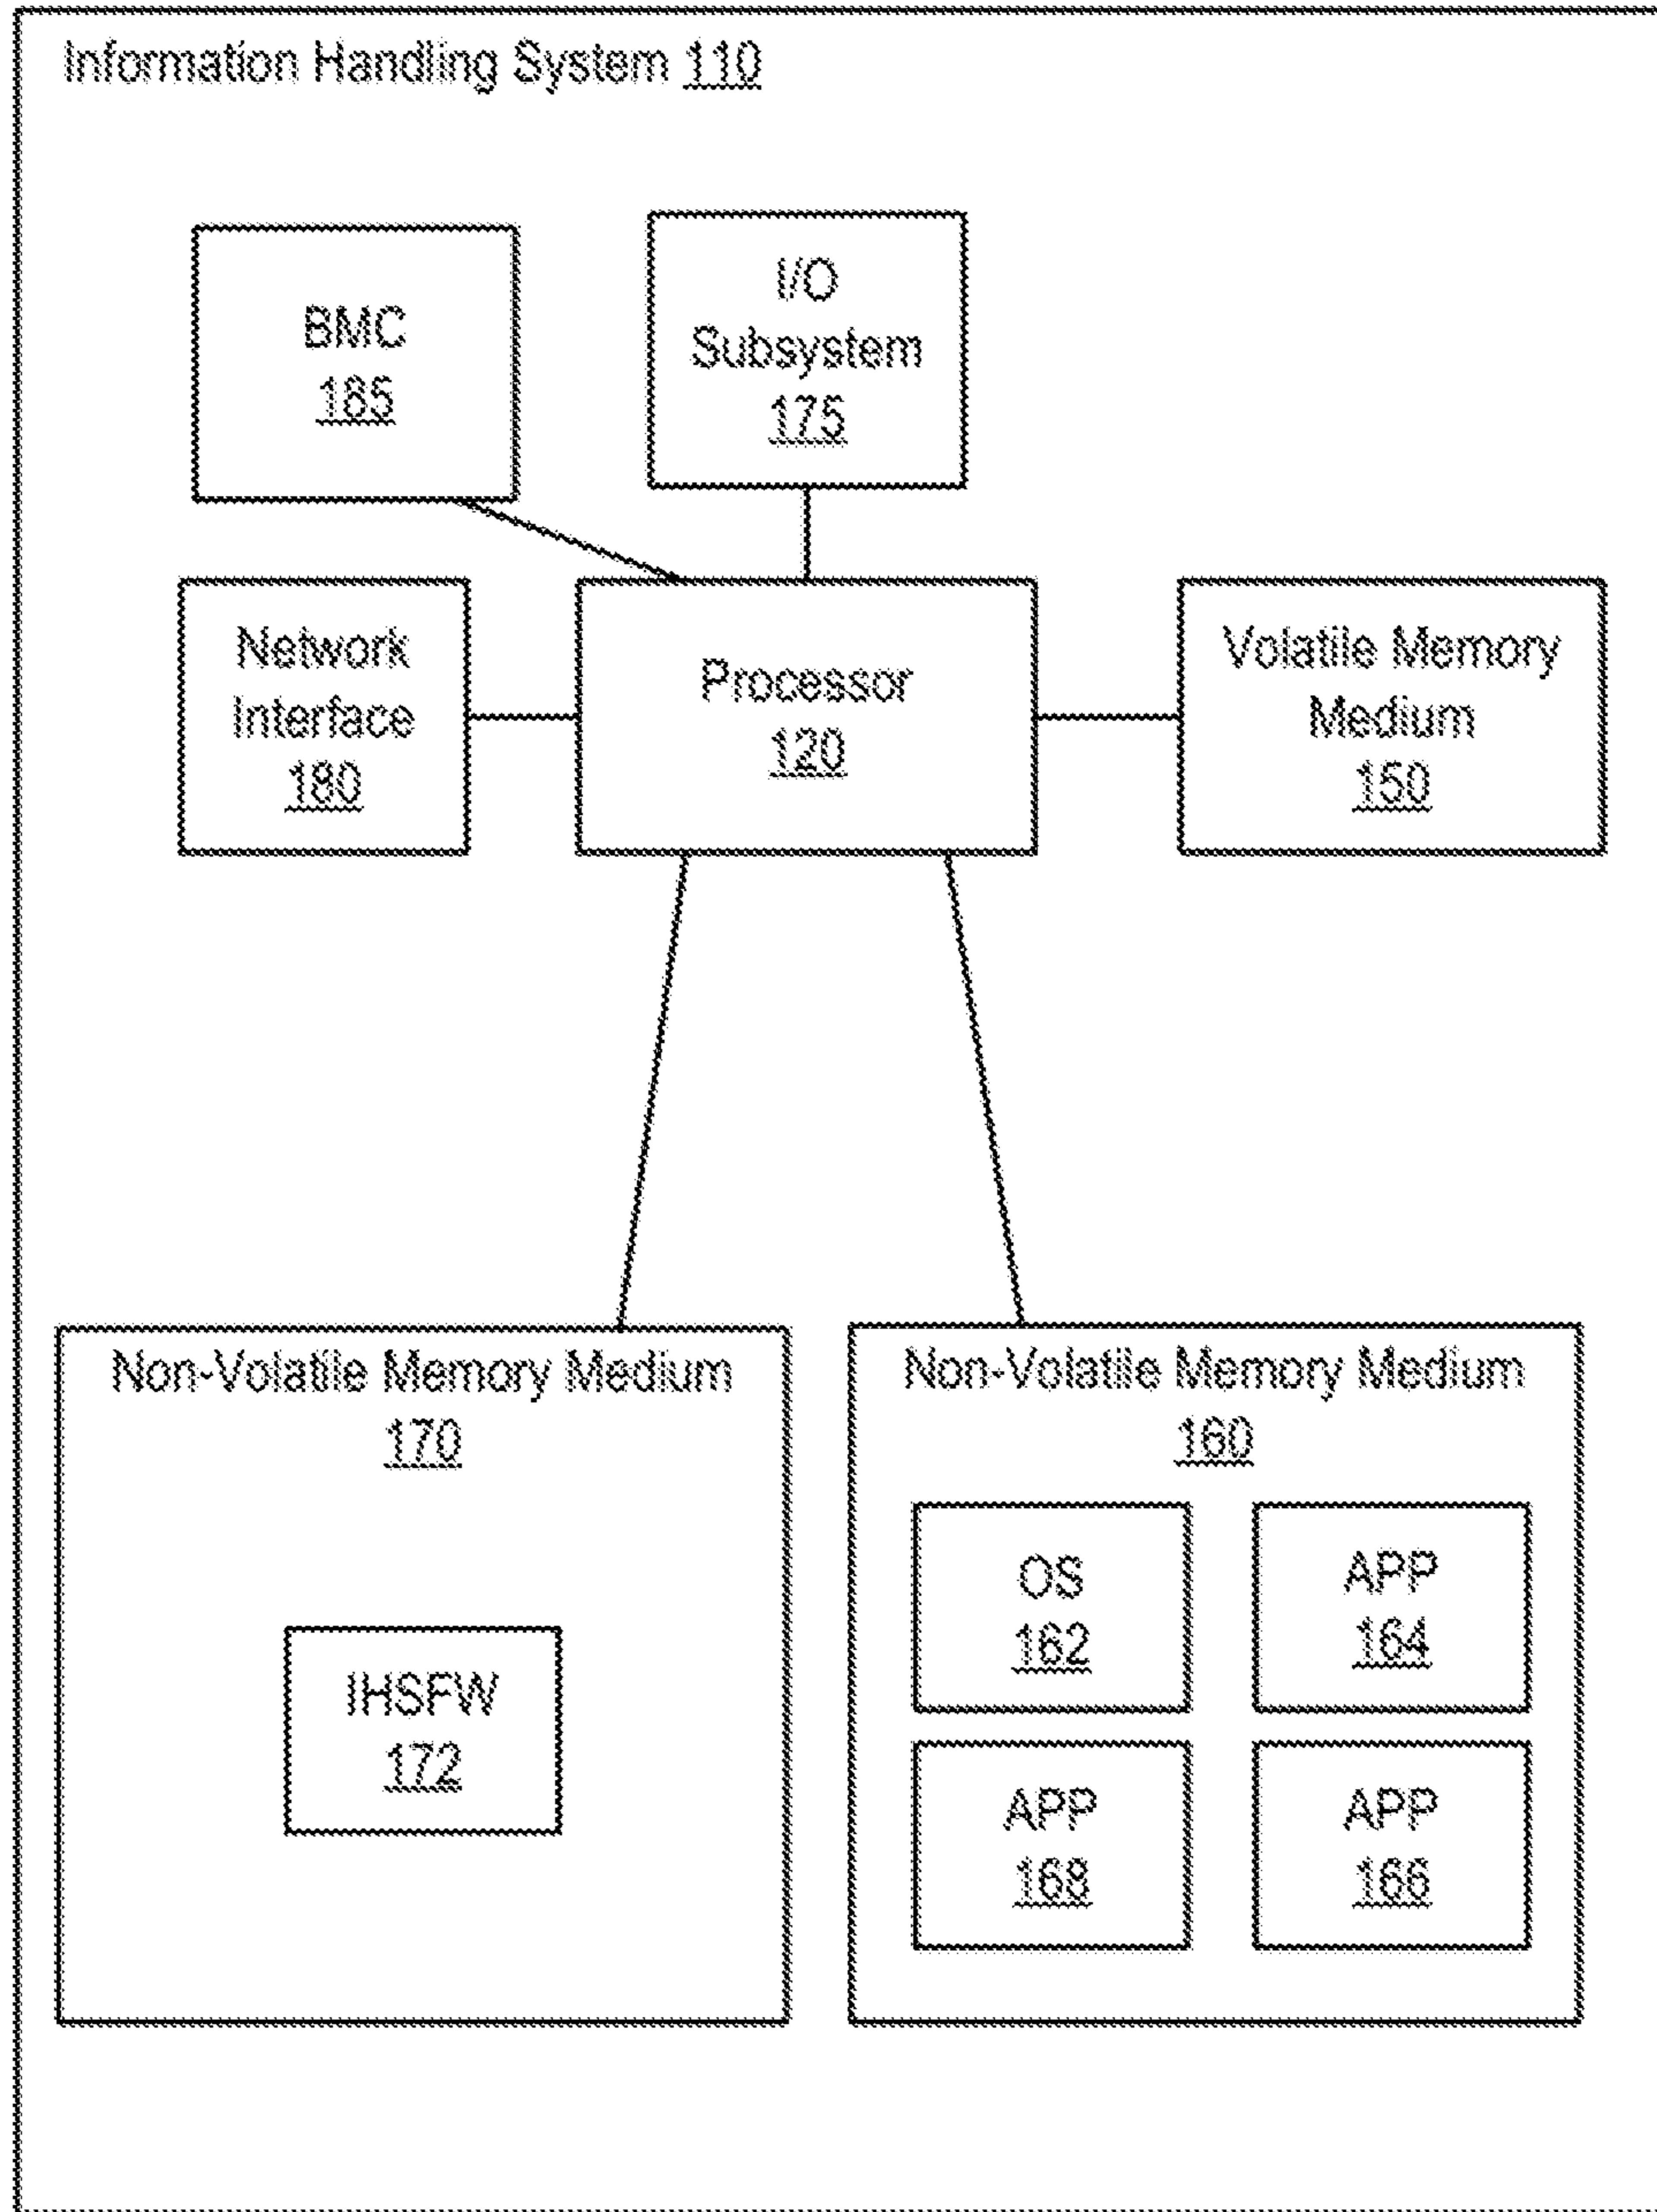 Information Handling System 110
BMC
185
I/O
Subsystem
175
Network
Interface
180
Processor
120
Volatile Memory
Medium
150
Non-Volatile Memory Medium
170
IHSFW
172
Non-Volatile Memory Medium
160
OS
162
APP
164
APP
168
APP
166